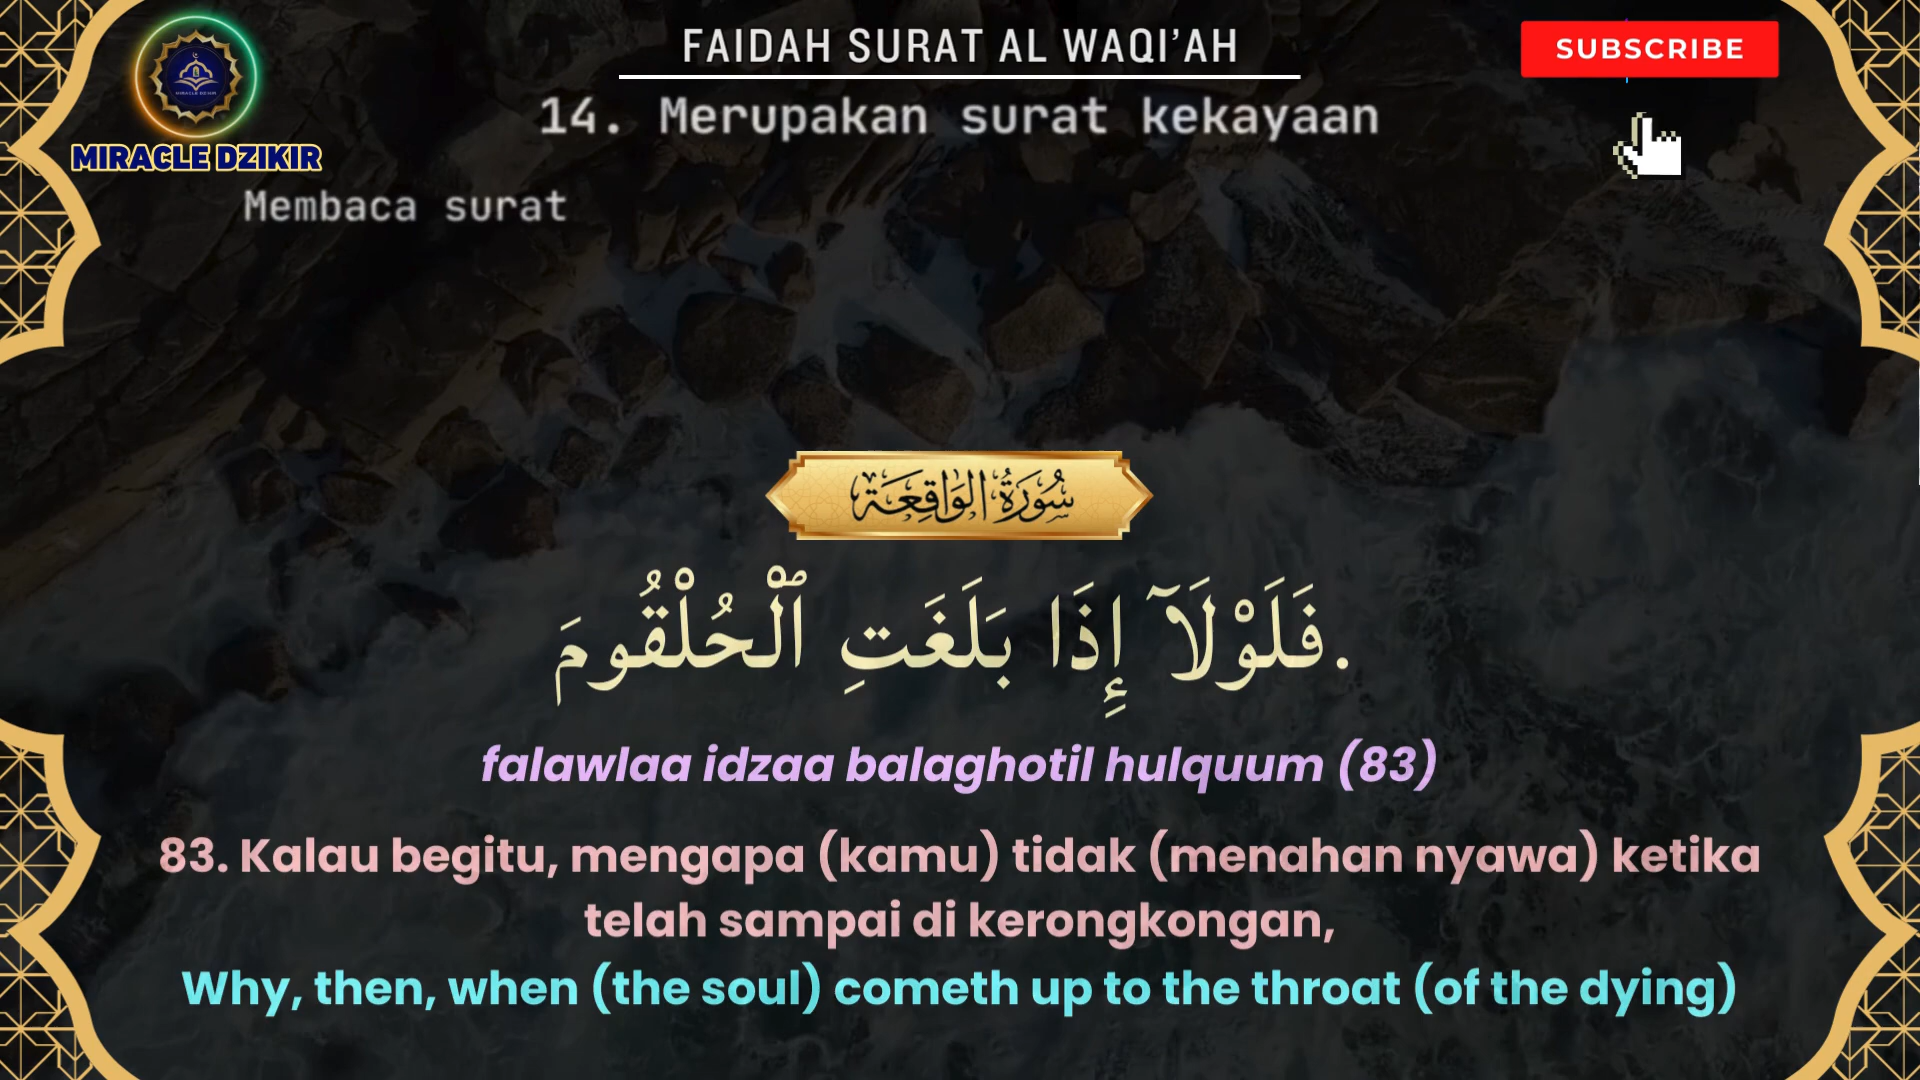 FAIDAH SURAT AL WAQI’AH
SUBSCRIBE
14. Merupakan surat kekayaan
MIRACLE DZIKIR
Membaca surat
سُورَةُ الوَاقِعَة
فَلَوْلَآ إِذَا بَلَغَتِ ٱلْحُلْقُومَ.
falawlaa idzaa balaghotil hulquum (83)
83. Kalau begitu, mengapa (kamu) tidak (menahan nyawa) ketika
telah sampai di kerongkongan,
Why, then, when (the soul) cometh up to the throat (of the dying)